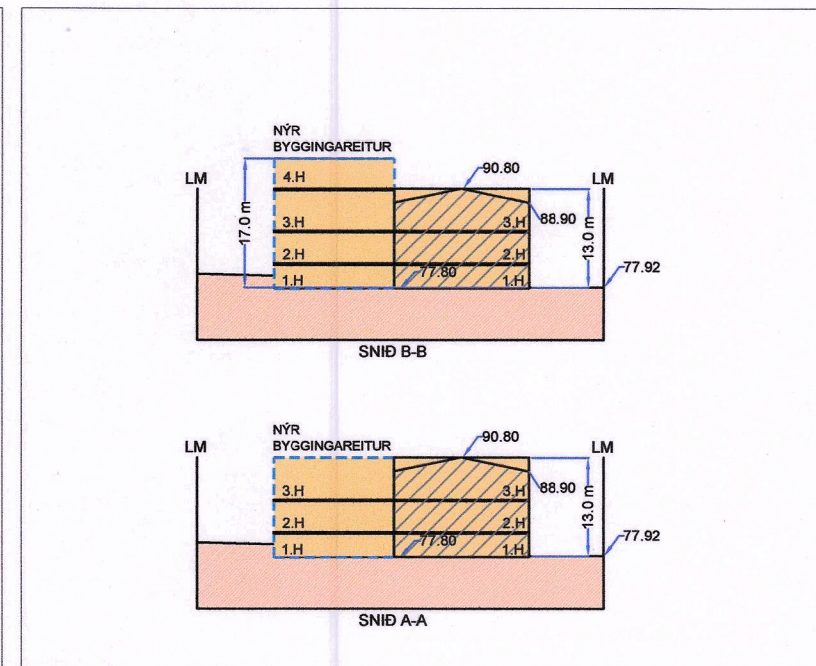 NÝR
BYGGINGAREITUR
LM
4.H
90.80
LM
17.0 m
3.H
3.H
88.90
13.0 m
2.H
2.H
77.92
1.H
77.80
1.H
SNIÐ B-B
NÝR
BYGGINGAREITUR
LM
90.80
LM
3.H
3.H
88.90
13.0 m
2.H
2.H
77.92
1.H
77.80
1.H
SNIÐ A-A